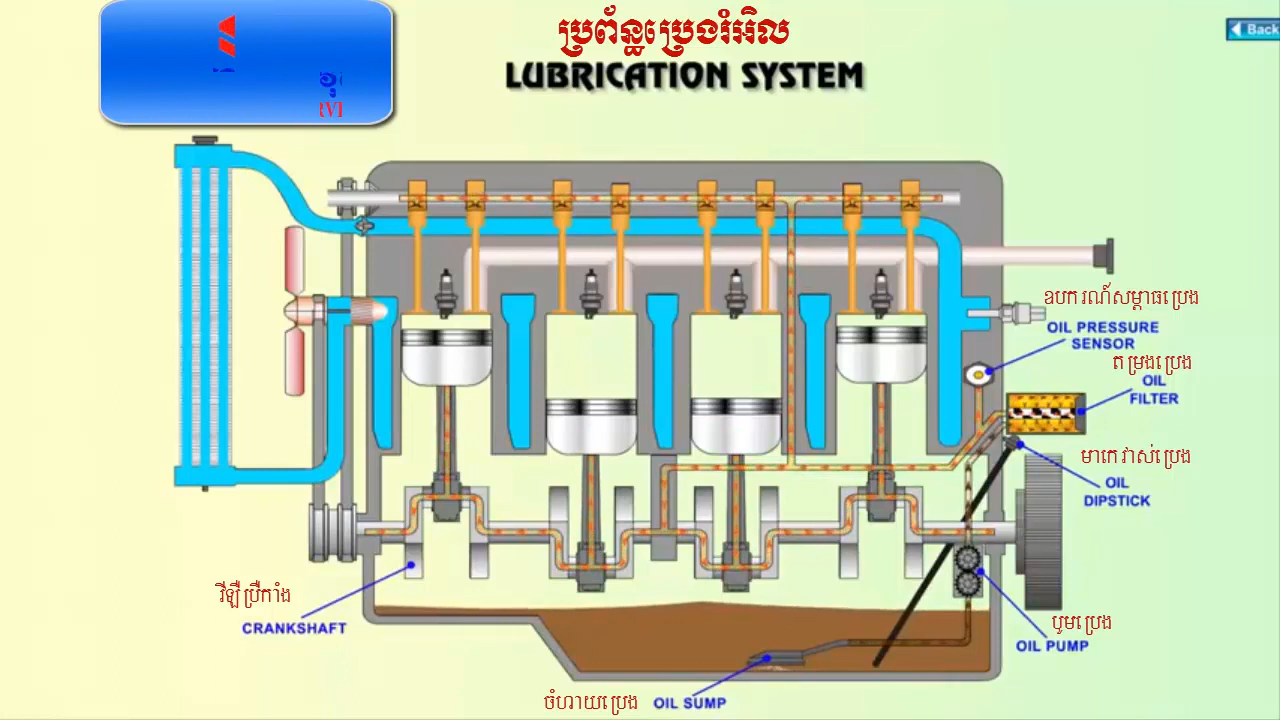 ប្រព័ន្ធប្រេងរំអិល
LUBRICATION SYSTEM
Back
RVI
ឧបករណ៍សម្ពាធប្រេង
OIL PRESSURE
SENSOR
តម្រងប្រេង
OIL
FILTER
មាកេវាស់ប្រេង
OIL
DIPSTICK
វីឡឺប្រឺកាំង
CRANKSHAFT
បូមប្រេង
OIL PUMP
ចំហាយប្រេង
OIL SUMP